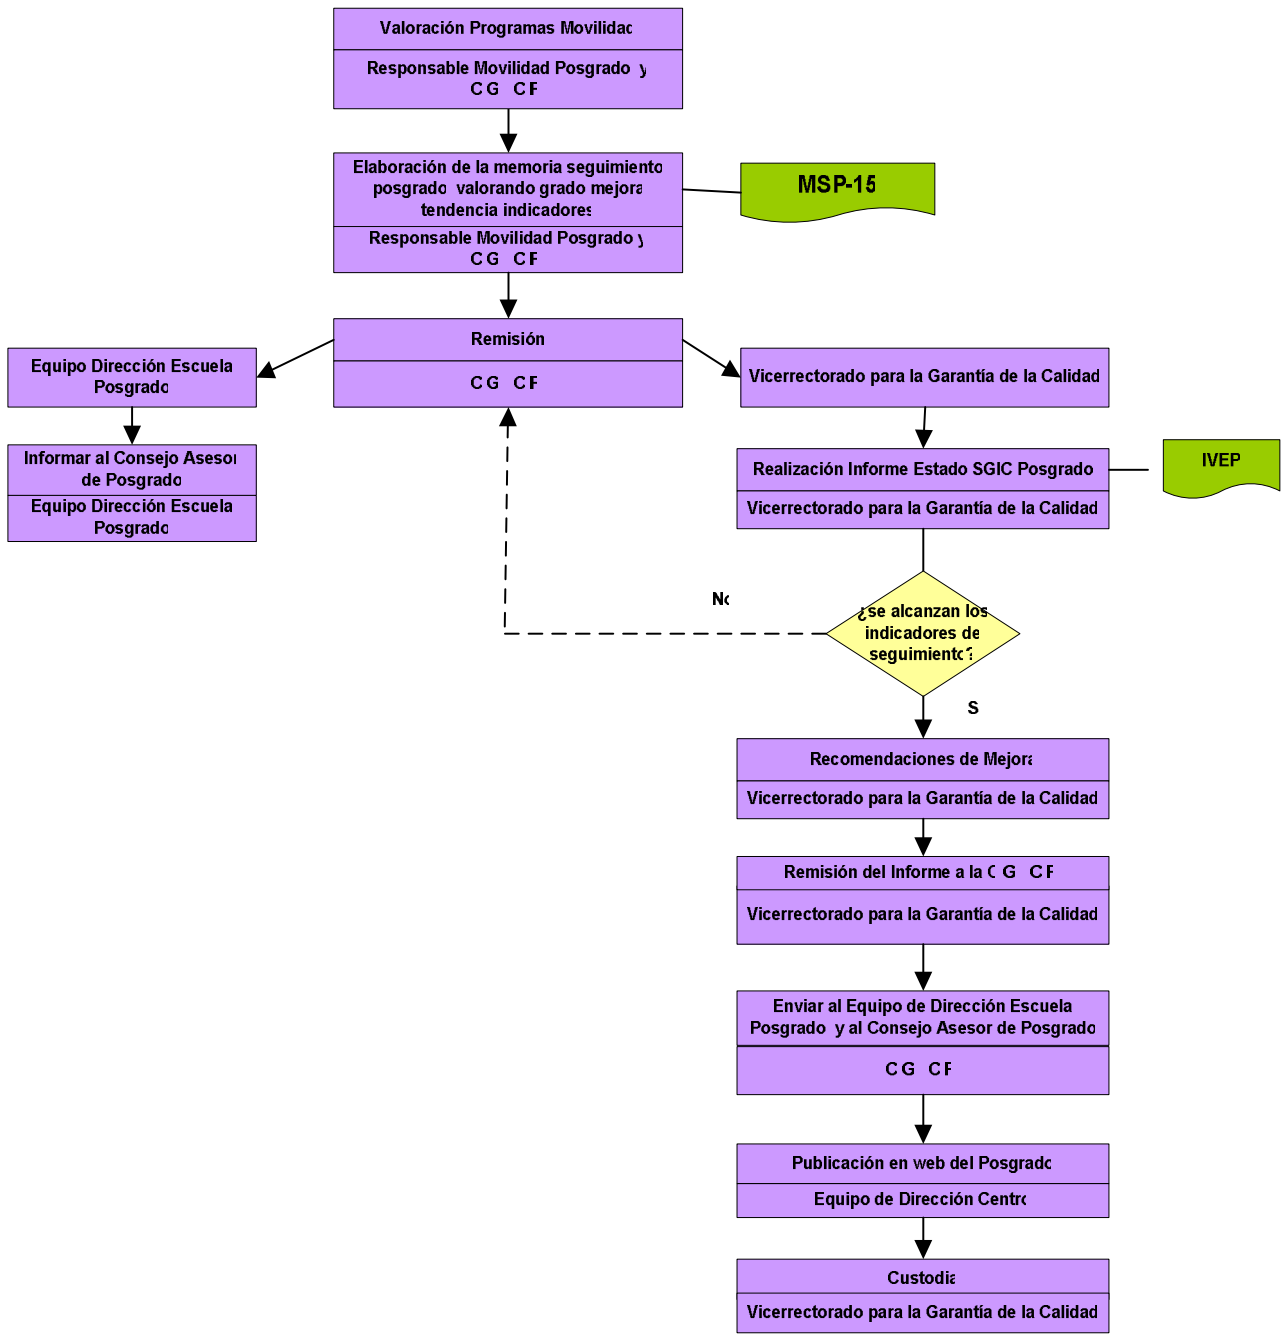 Valoración Programas Movilidad
Responsable Movilidad Posgrado y
CG CP
Elaboración de la memoria seguimiento
posgrado valorando grado mejora
tendencia indicadores
Responsable Movilidad Posgrado y
CG CP
MSP-15
Remisión
CG CP
Equipo Dirección Escuela
Posgrado
Informar al Consejo Asesor
de Posgrado
Equipo Dirección Escuela
Posgrado
Vicerrectorado para la Garantía de la Calidad
Realización Informe Estado SGIC Posgrado
Vicerrectorado para la Garantía de la Calidad
IVEP
No
¿se alcanzan los
indicadores de
seguimiento?
S
Recomendaciones de Mejora
Vicerrectorado para la Garantía de la Calidad
Remisión del Informe a la CG CP
Vicerrectorado para la Garantía de la Calidad
Enviar al Equipo de Dirección Escuela
Posgrado y al Consejo Asesor de Posgrado
CG CP
Publicación en web del Posgrado
Equipo de Dirección Centro
Custodia
Vicerrectorado para la Garantía de la Calidad